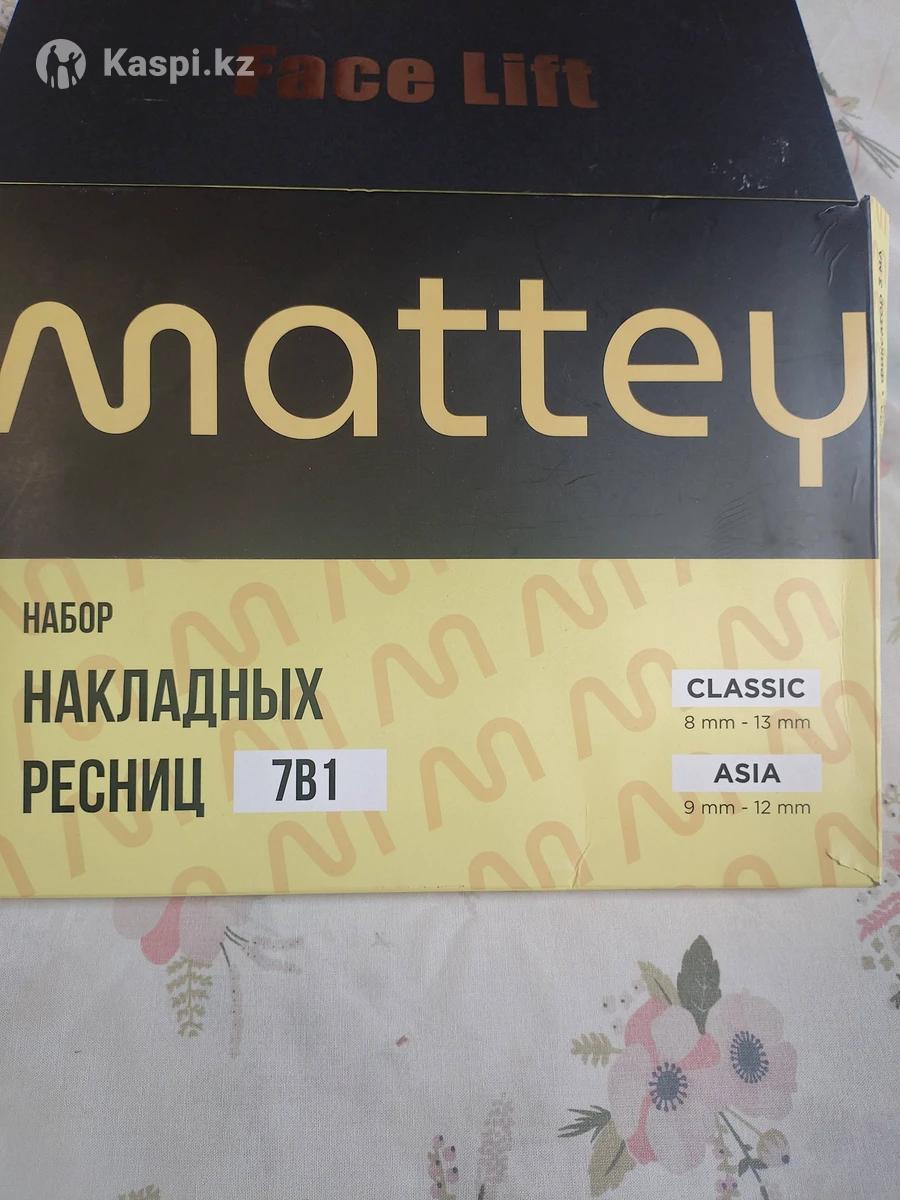 Kaspi.kz
Face Lift
mattey
НАБОР
НАКЛАДНЫХ
РЕСНИЦ 7В1
CLASSIC
8 mm - 13 mm
ASIA
9 mm - 12 mm